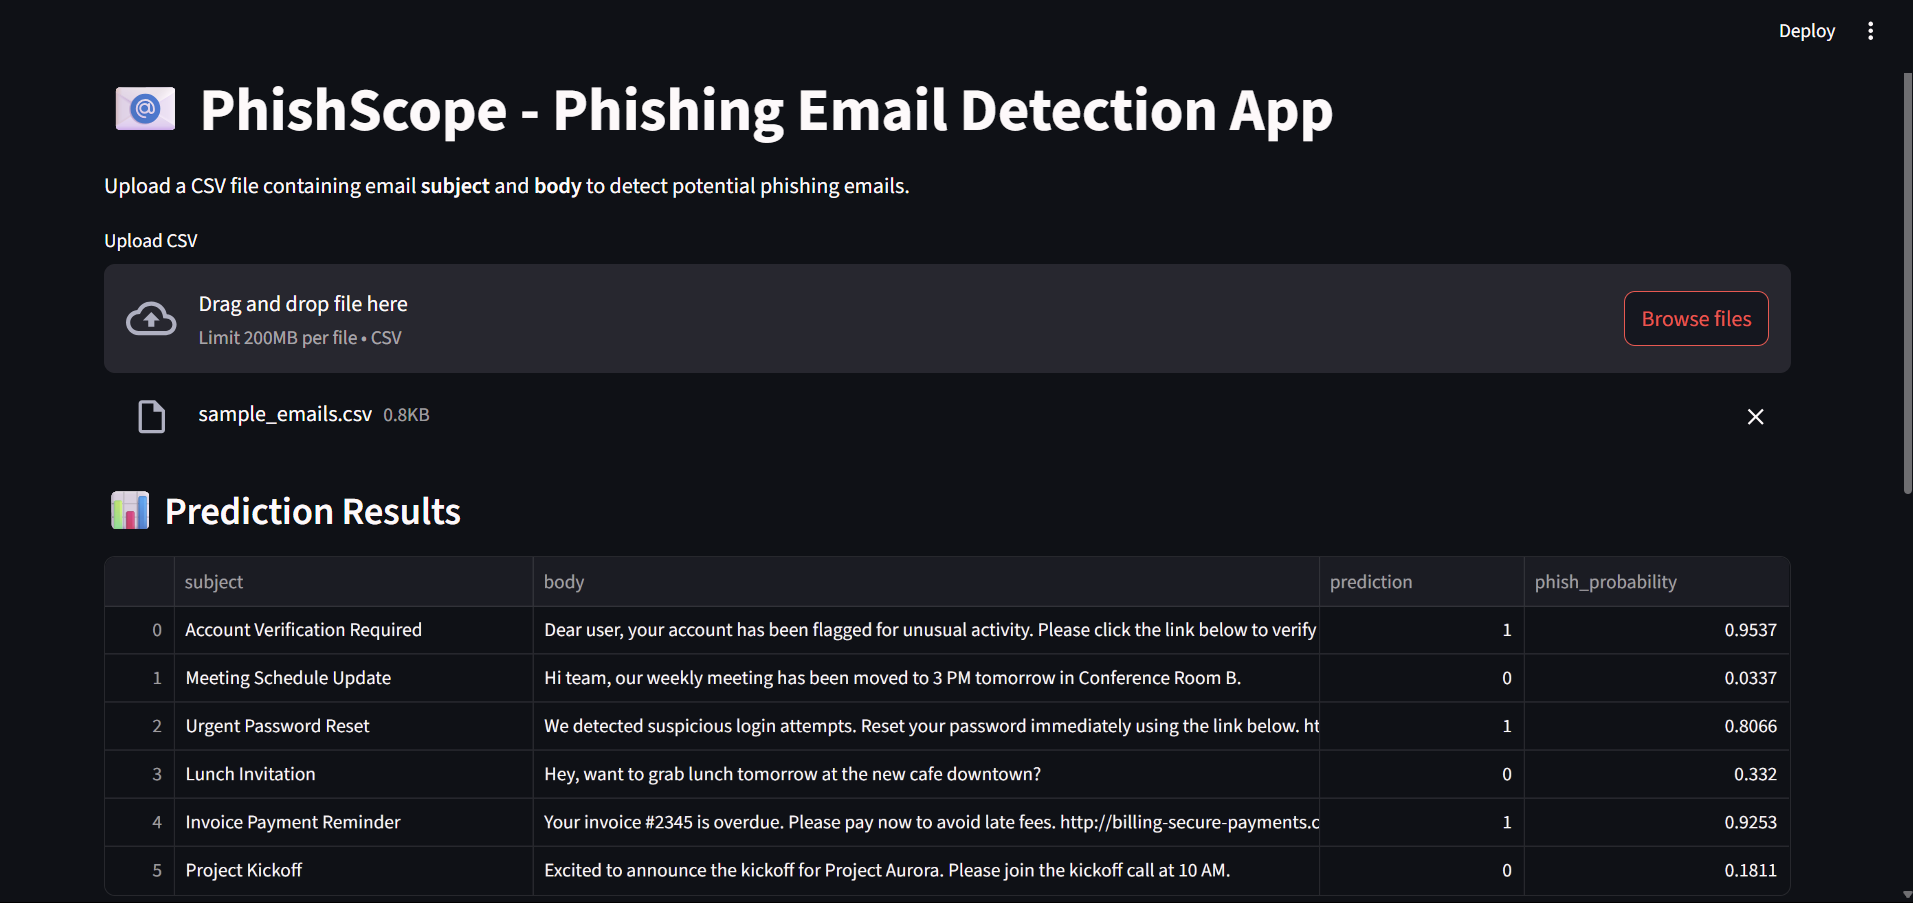 Deploy
PhishScope - Phishing Email Detection App
Upload a CSV file containing email subject and body to detect potential phishing emails.
Upload CSV
Drag and drop file here
Limit 200MB per file • CSV
Browse files
sample_emails.csv 0.8KB
Prediction Results
subject body prediction phish_probability
0 Account Verification Required Dear user, your account has been flagged for unusual activity. Please click the link below to verify 1 0.9537
1 Meeting Schedule Update Hi team, our weekly meeting has been moved to 3 PM tomorrow in Conference Room B. 0 0.0337
2 Urgent Password Reset We detected suspicious login attempts. Reset your password immediately using the link below. ht 1 0.8066
3 Lunch Invitation Hey, want to grab lunch tomorrow at the new cafe downtown? 0 0.332
4 Invoice Payment Reminder Your invoice #2345 is overdue. Please pay now to avoid late fees. http://billing-secure-payments.c 1 0.9253
5 Project Kickoff Excited to announce the kickoff for Project Aurora. Please join the kickoff call at 10 AM. 0 0.1811